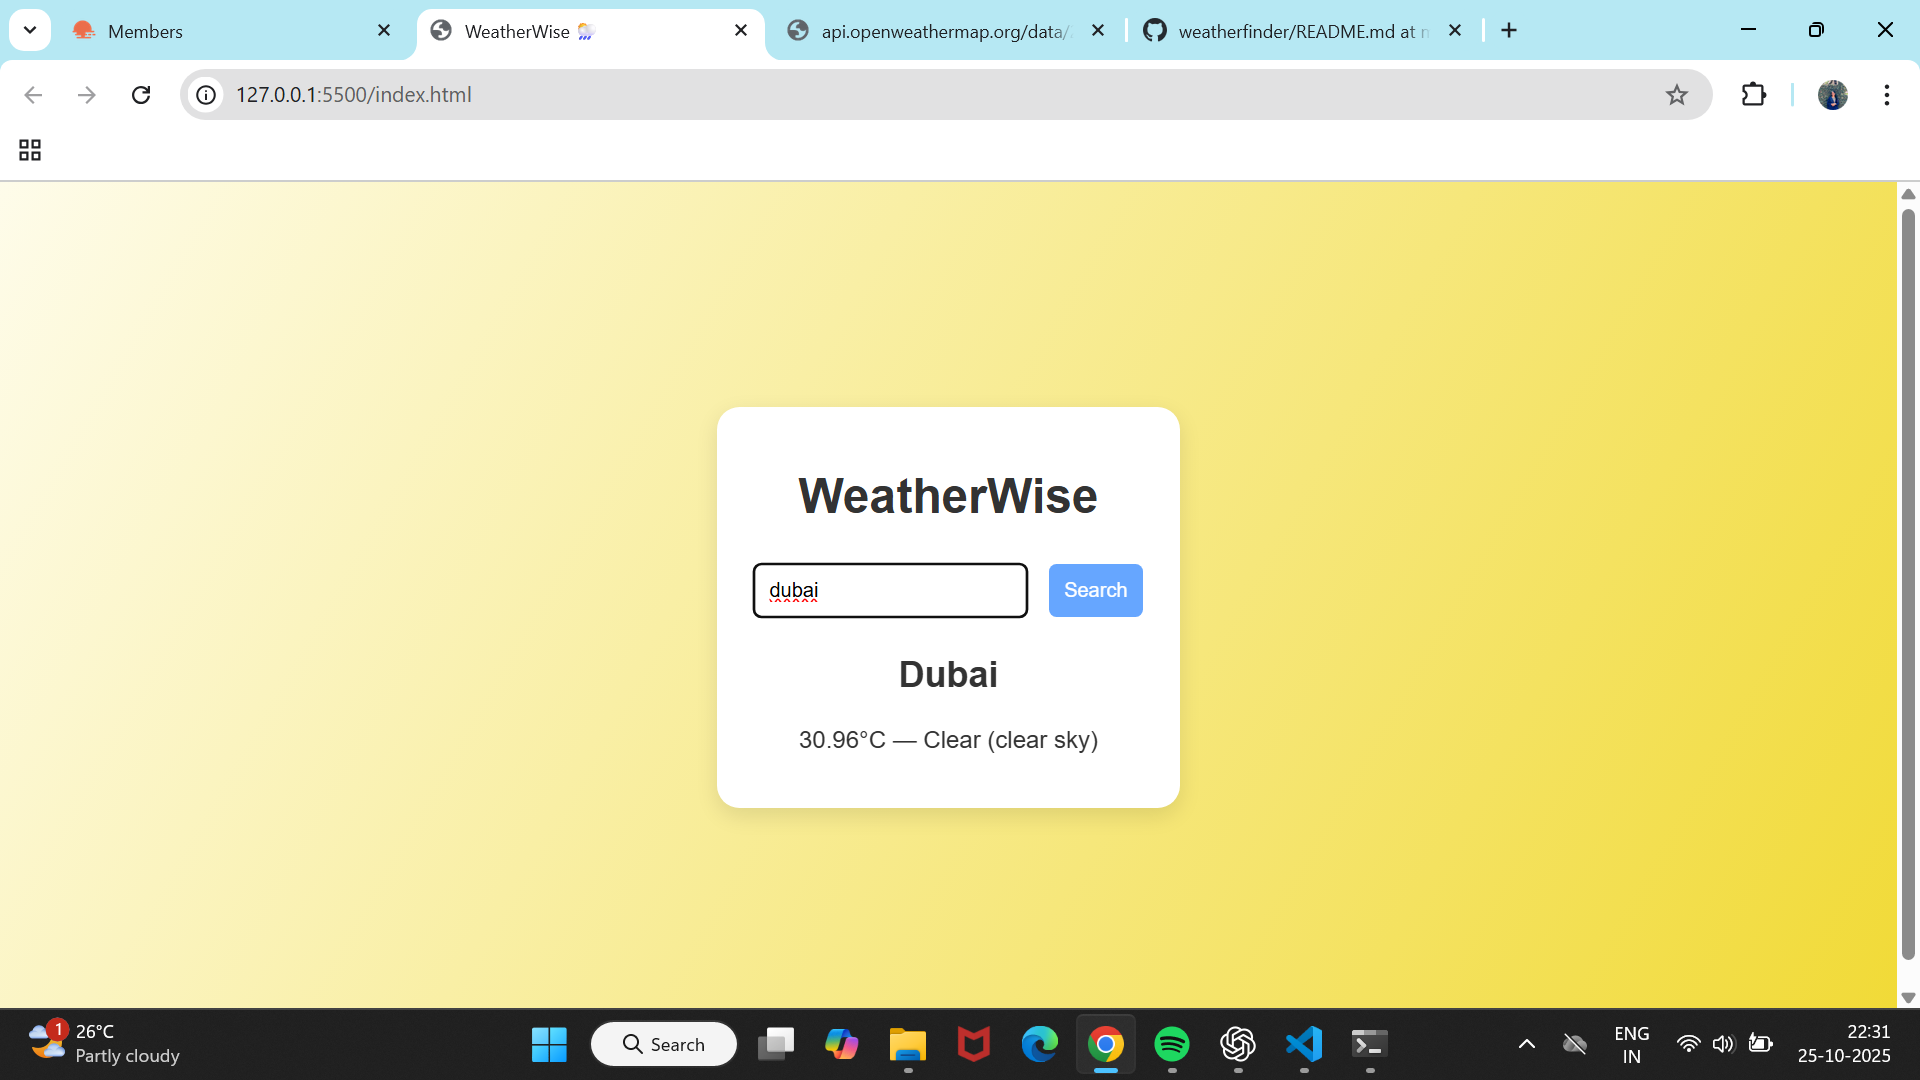 Members
WeatherWise
api.openweathermap.org/data/
weatherfinder/README.md at
127.0.0.1:5500/index.html
WeatherWise
dubai
Search
Dubai
30.96°C — Clear (clear sky)
1
26°C
Partly cloudy
Search
ENG
IN
22:31
25-10-2025